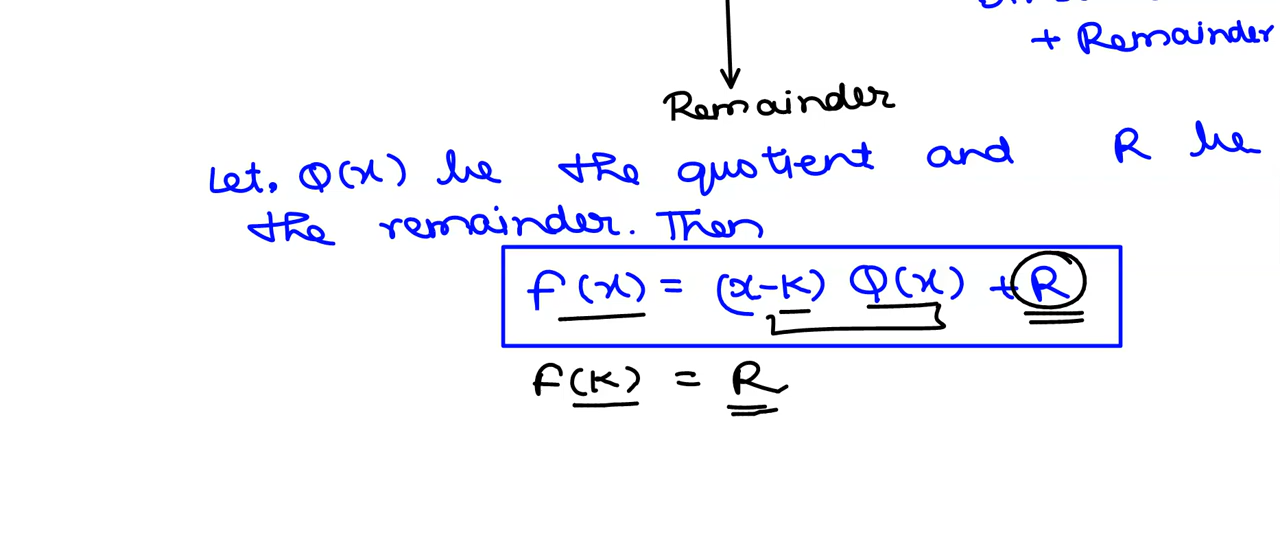 + Remainder
Remainder
Let, Q(x) be the quotient and R be
the remainder. Then
f(x) = (x-k) Q(x) + R
f(k) = R